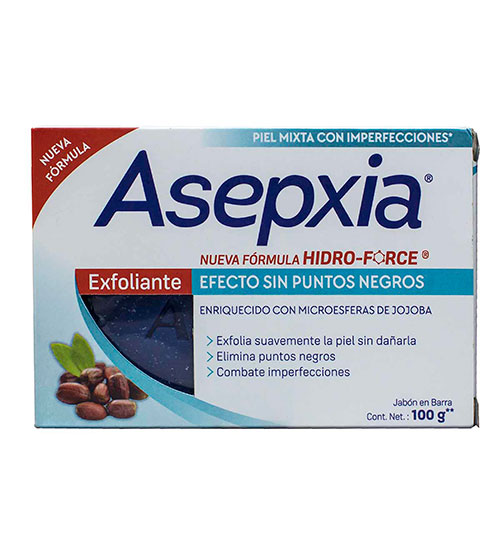 NUEVA
FÓRMULA
PIEL MIXTA CON IMPERFECCIONES*
Asepxia®
NUEVA FÓRMULA HIDRO-FORCE®
Exfoliante
EFECTO SIN PUNTOS NEGROS
ENRIQUECIDO CON MICROESFERAS DE JOJOBA
> Exfolia suavemente la piel sin dañarla
> Elimina puntos negros
> Combate imperfecciones
Jabón en Barra
Cont. Net.: 100 g**